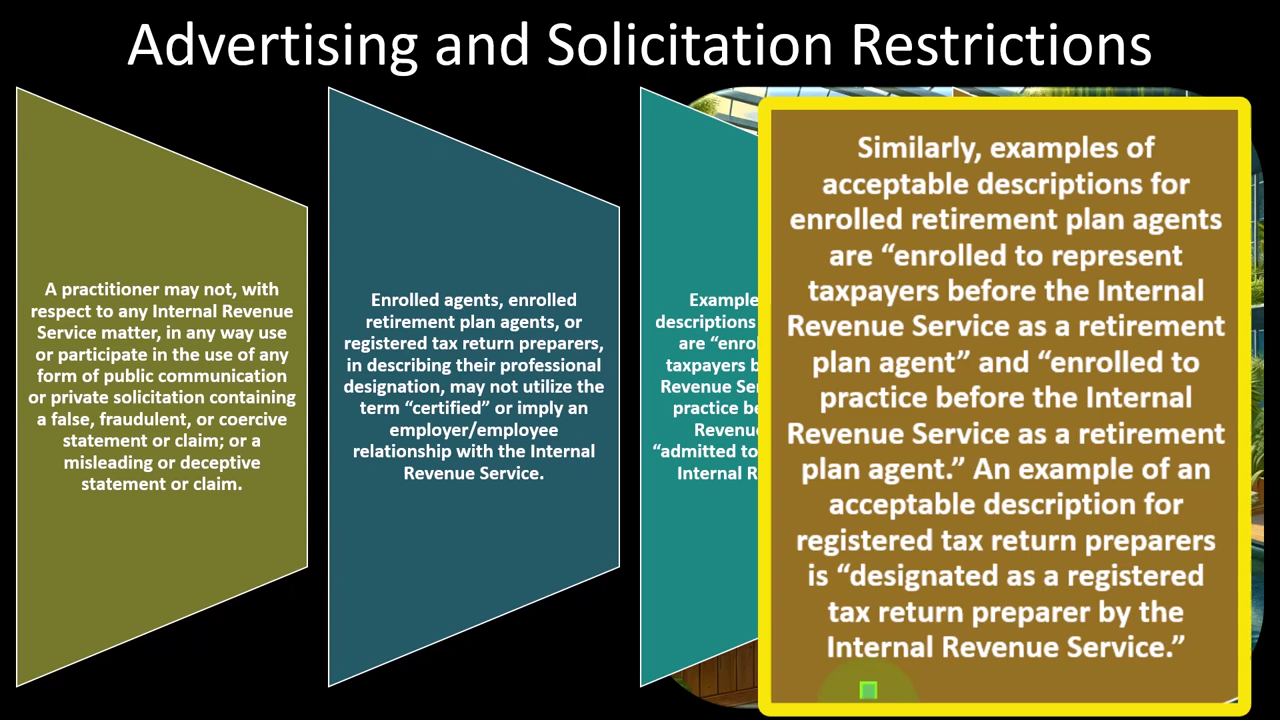 Advertising and Solicitation Restrictions
A practitioner may not, with
respect to any Internal Revenue
Service matter, in any way use
or participate in the use of any
form of public communication
or private solicitation containing
a false, fraudulent, or coercive
statement or claim; or a
misleading or deceptive
statement or claim.
Enrolled agents, enrolled
retirement plan agents, or
registered tax return preparers,
in describing their professional
designation, may not utilize the
term “certified” or imply an
employer/employee
relationship with the Internal
Revenue Service.
Example
descriptions
are “enro
taxpayers b
Revenue Se
practice be
Revenu
“admitted to
Internal R
Similarly, examples of
acceptable descriptions for
enrolled retirement plan agents
are “enrolled to represent
taxpayers before the Internal
Revenue Service as a retirement
plan agent” and “enrolled to
practice before the Internal
Revenue Service as a retirement
plan agent.” An example of an
acceptable description for
registered tax return preparers
is “designated as a registered
tax return preparer by the
Internal Revenue Service.”